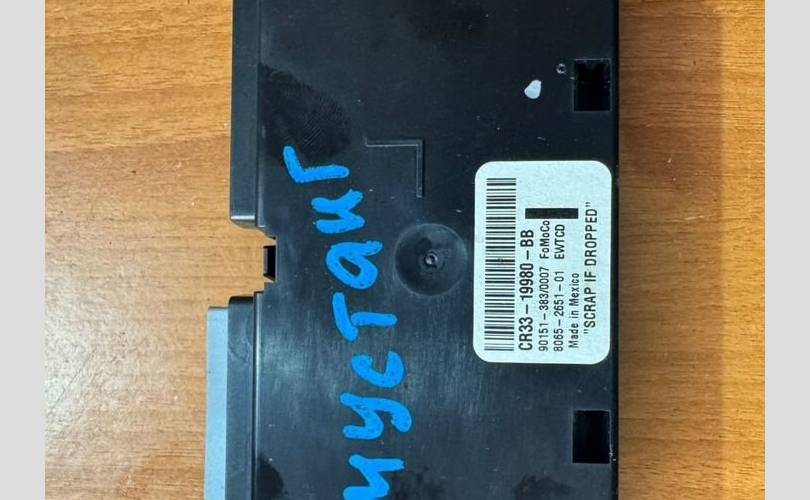 мустанг
CR33-19980-BB
90151-383/0007 FoMoCo
8065-2651-01 EWTCD
Made in Mexico
"SCRAP IF DROPPED"